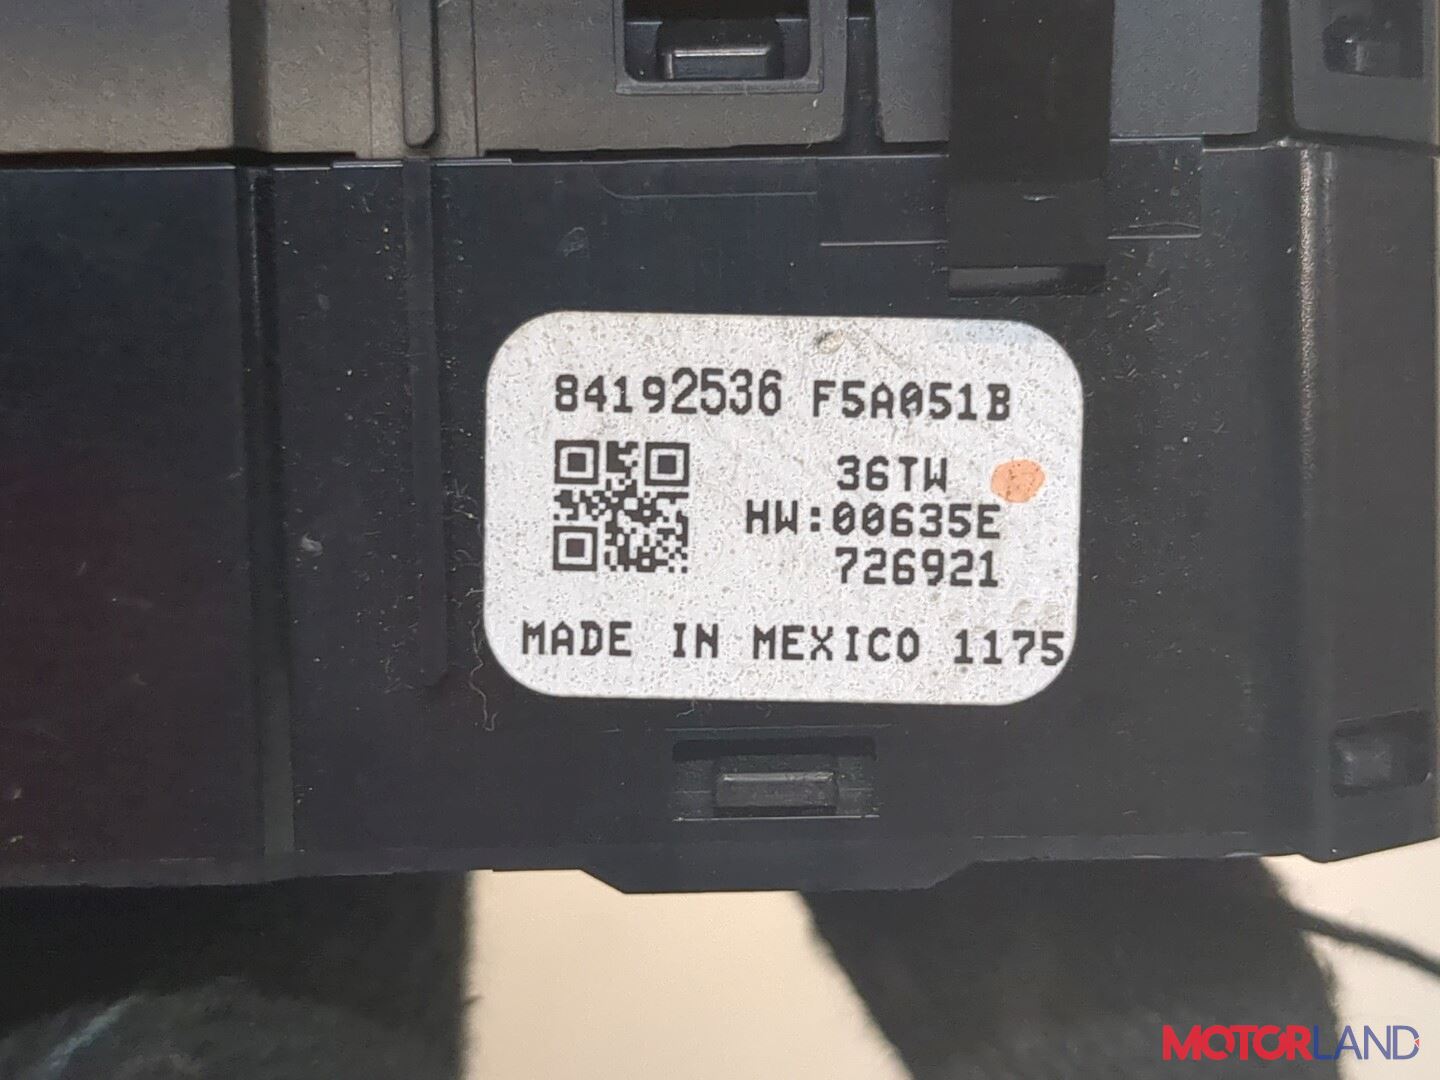 84192536 F5A051B
36TW
HW:00635E
726921
MADE IN MEXICO 1175
MOTORLAND